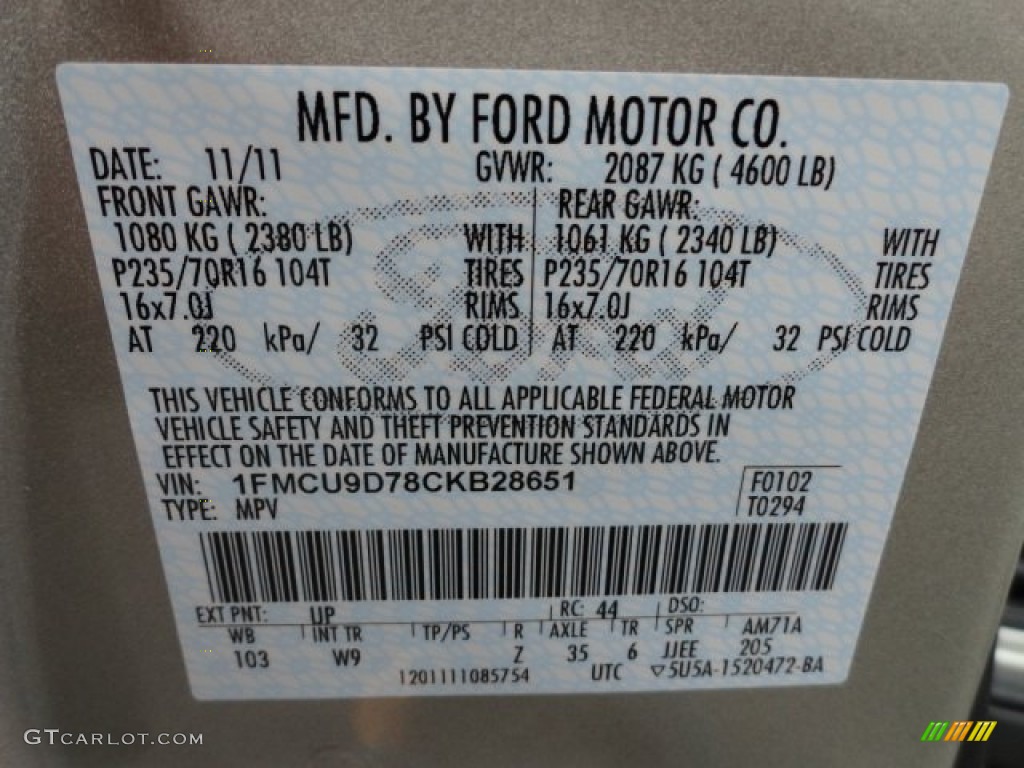 MFD. BY FORD MOTOR CO.
DATE: 11/11 GVWR: 2087 KG ( 4600 LB)
FRONT GAWR: REAR GAWR:
1080 KG ( 2380 LB) WITH 1061 KG ( 2340 LB) WITH
P235/70R16 104T TIRES P235/70R16 104T TIRES
16x7.0J RIMS 16x7.0J RIMS
AT 220 kPa/ 32 PSI COLD AT 220 kPa/ 32 PSI COLD
Ford
THIS VEHICLE CONFORMS TO ALL APPLICABLE FEDERAL MOTOR
VEHICLE SAFETY AND THEFT PREVENTION STANDARDS IN
EFFECT ON THE DATE OF MANUFACTURE SHOWN ABOVE.
VIN: 1FMCU9D78CKB28651 F0102
TYPE: MPV T0294
EXT PNT: UP RC: 44 DSO:
WB INT TR TP/PS R AXLE TR SPR AM71A
103 W9 Z 35 6 JJEE 205
1201111085754 UTC ▽5U5A-1520472-BA
GTCARLOT.COM